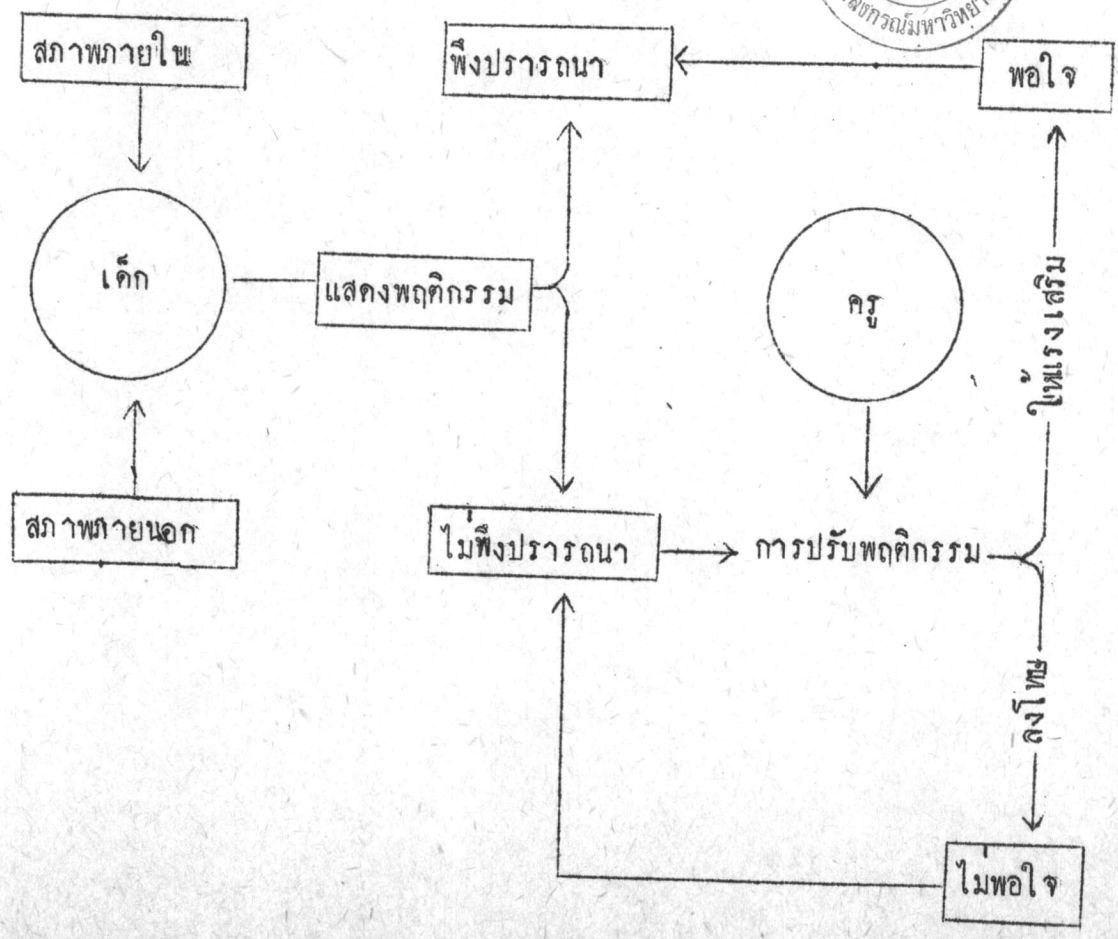 สภาพภายใน
พึงปรารถนา
พอใจ
เด็ก
แสดงพฤติกรรม
ครู
ให้แรงเสริม
สภาพภายนอก
ไม่พึงปรารถนา
การปรับพฤติกรรม
ลงโทษ
ไม่พอใจ